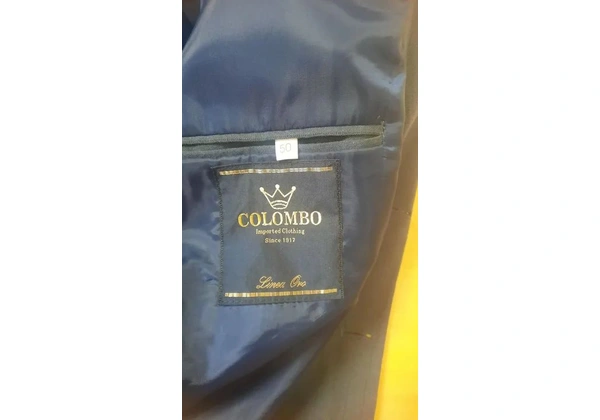 50
COLOMBO
Imported Clothing
Since 1917
Linea Oro